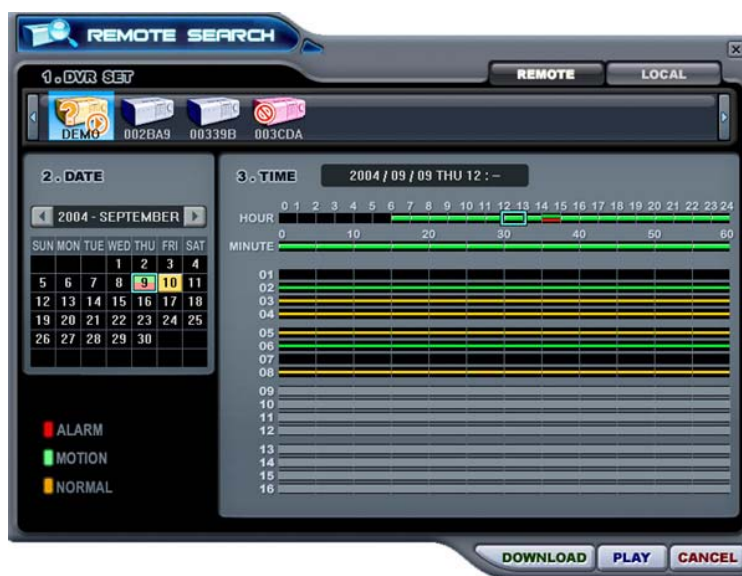 REMOTE SEARCH
1. DVR SET
REMOTE LOCAL
DEMO 002BA9 00339B 003CDA
2. DATE
2004 - SEPTEMBER
SUN MON TUE WED THU FRI SAT
1 2 3 4
5 6 7 8 9 10 11
12 13 14 15 16 17 18
19 20 21 22 23 24 25
26 27 28 29 30
ALARM
MOTION
NORMAL
3. TIME 2004 / 09 / 09 THU 12 : –
0 1 2 3 4 5 6 7 8 9 10 11 12 13 14 15 16 17 18 19 20 21 22 23 24
HOUR
0 10 20 30 40 50 60
MINUTE
01
02
03
04
05
06
07
08
09
10
11
12
13
14
15
16
DOWNLOAD PLAY CANCEL